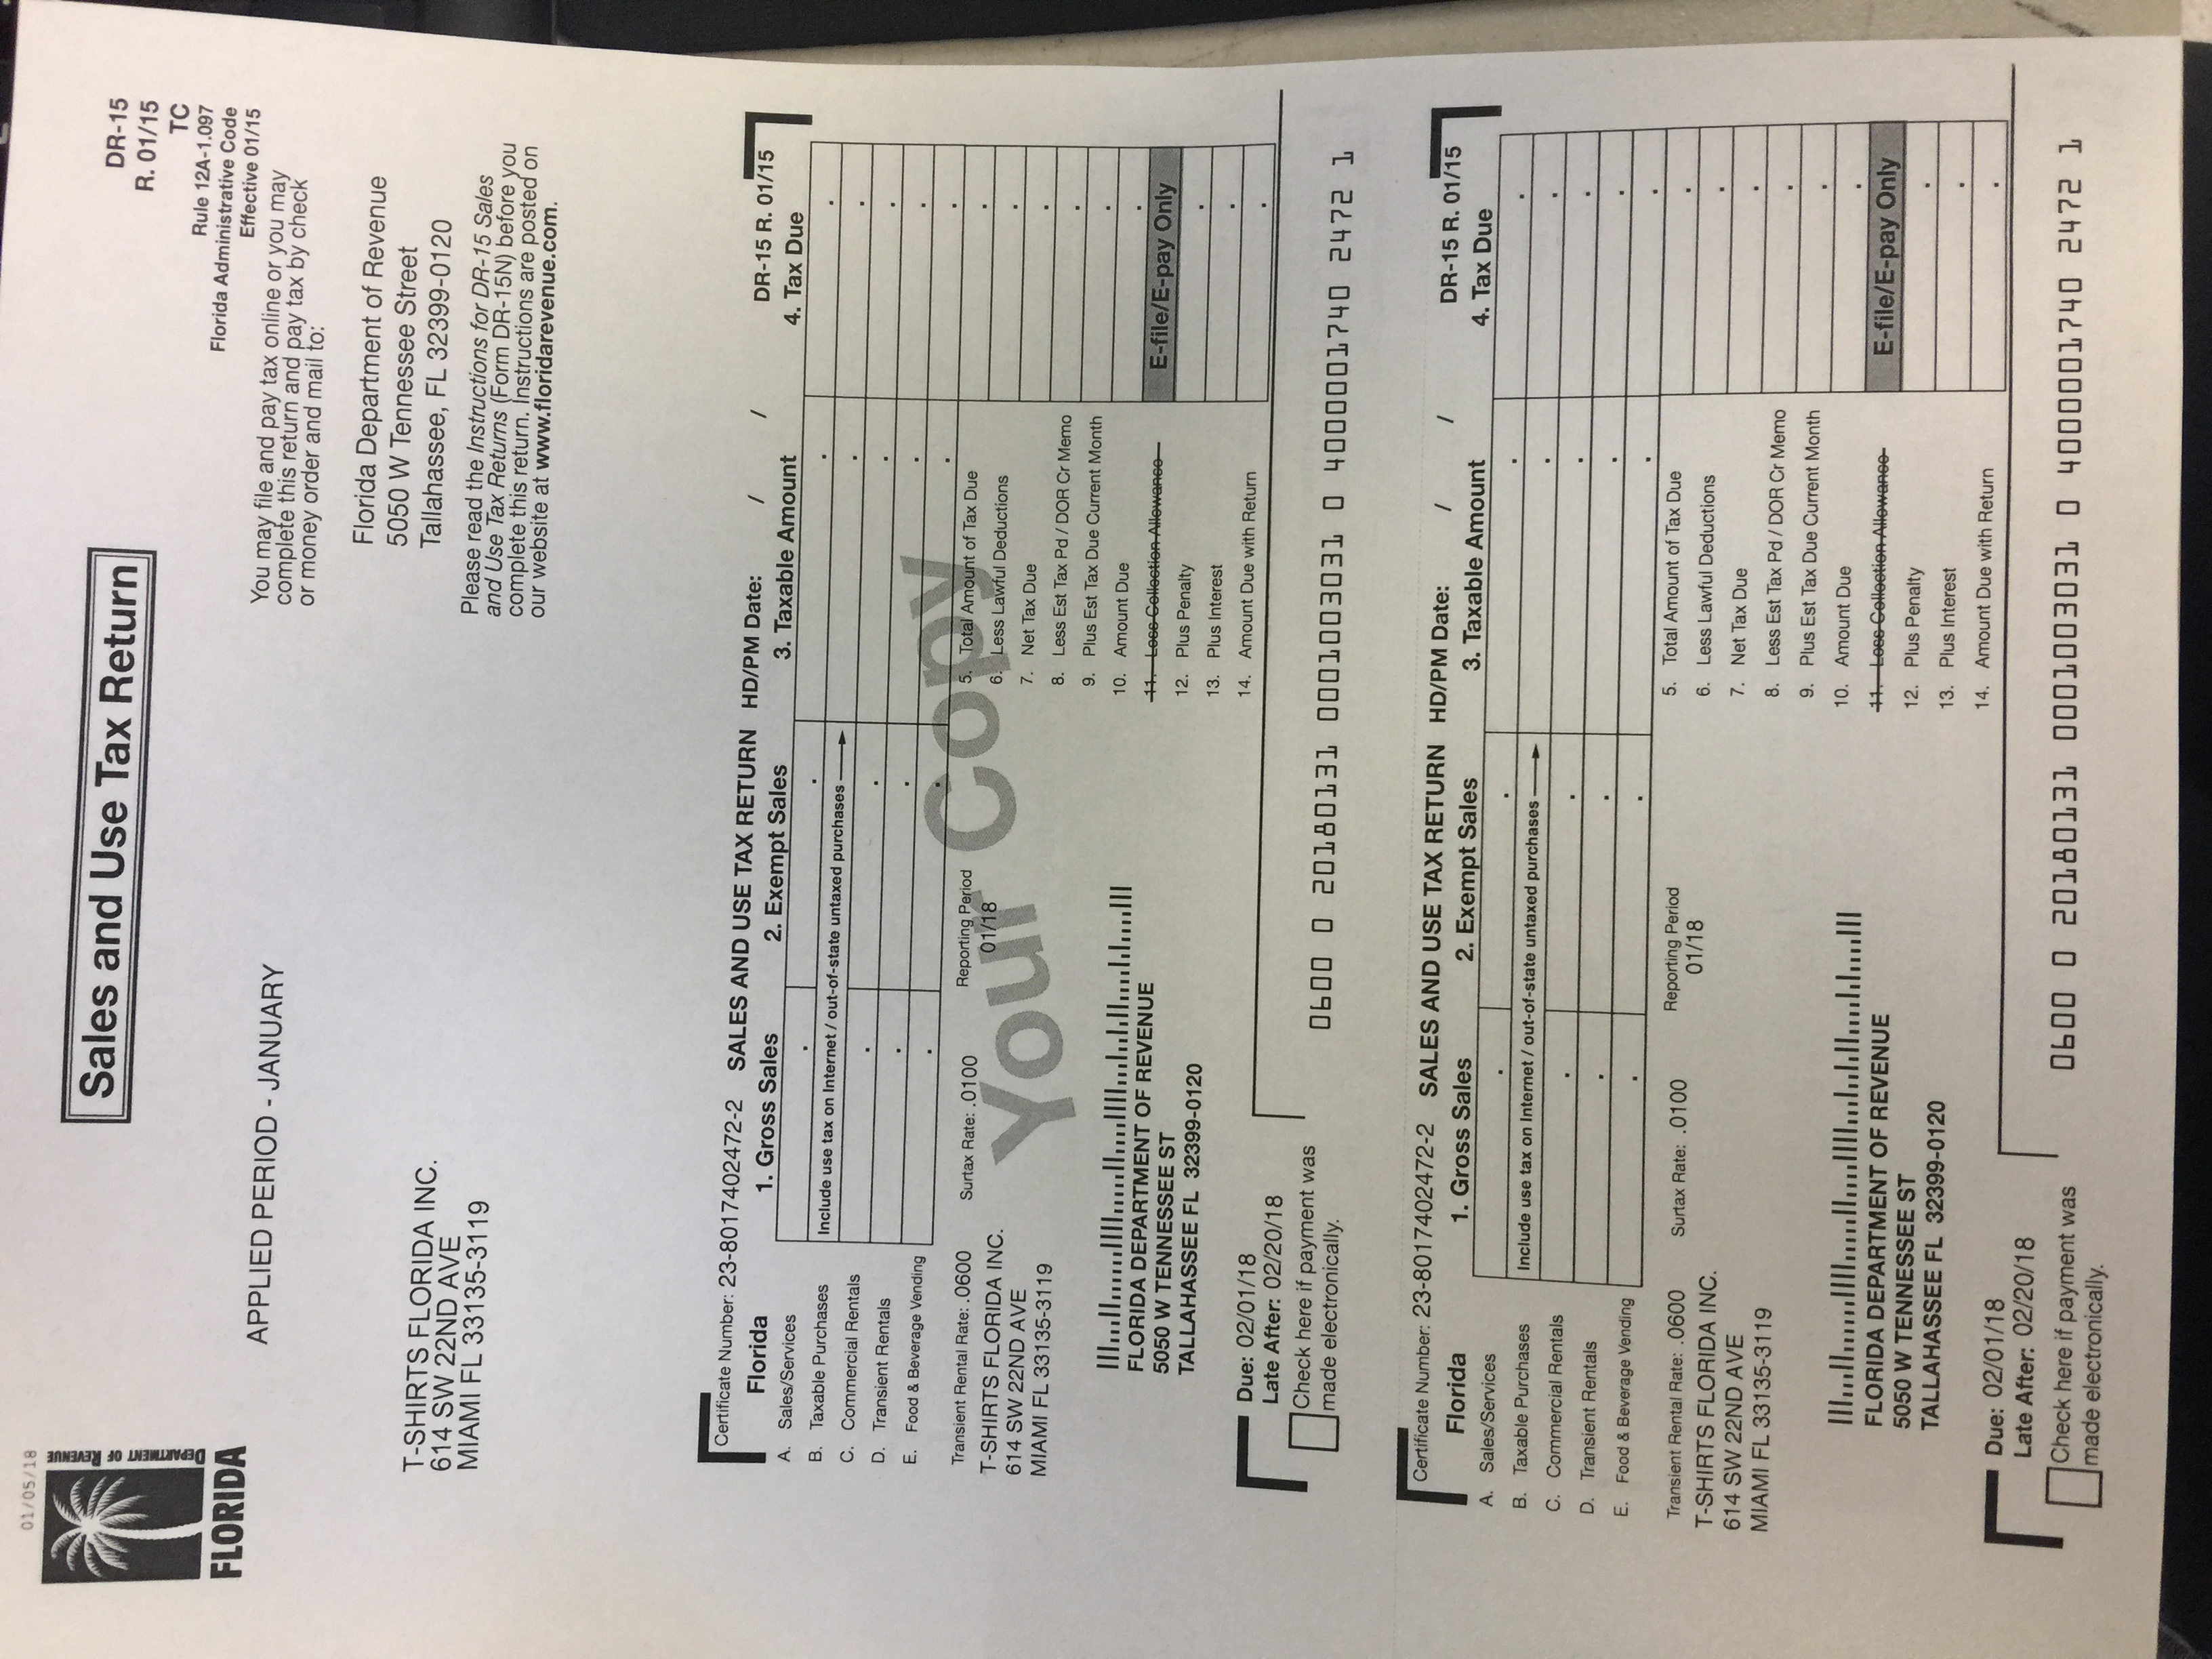 01/05/18
DEPARTMENT OF REVENUE
FLORIDA
Sales and Use Tax Return
DR-15
R. 01/15
TC
Rule 12A-1.097
Florida Administrative Code
Effective 01/15
APPLIED PERIOD - JANUARY
You may file and pay tax online or you may
complete this return and pay tax by check
or money order and mail to:
Florida Department of Revenue
5050 W Tennessee Street
Tallahassee, FL 32399-0120
T-SHIRTS FLORIDA INC.
614 SW 22ND AVE
MIAMI FL 33135-3119
Please read the Instructions for DR-15 Sales
and Use Tax Returns (Form DR-15N) before you
complete this return. Instructions are posted on
our website at www.floridarevenue.com.
Certificate Number: 23-8017402472-2 SALES AND USE TAX RETURN HD/PM Date: / / DR-15 R. 01/15
Florida 1. Gross Sales 2. Exempt Sales 3. Taxable Amount 4. Tax Due
A. Sales/Services
B. Taxable Purchases Include use tax on Internet / out-of-state untaxed purchases
C. Commercial Rentals
D. Transient Rentals
E. Food & Beverage Vending
Your Copy
Transient Rental Rate: .0600 Surtax Rate: .0100 Reporting Period
01/18
T-SHIRTS FLORIDA INC.
614 SW 22ND AVE
MIAMI FL 33135-3119
5. Total Amount of Tax Due
6. Less Lawful Deductions
7. Net Tax Due
8. Less Est Tax Pd / DOR Cr Memo
9. Plus Est Tax Due Current Month
10. Amount Due
11. Less Collection Allowance E-file/E-pay Only
12. Plus Penalty
13. Plus Interest
14. Amount Due with Return
FLORIDA DEPARTMENT OF REVENUE
5050 W TENNESSEE ST
TALLAHASSEE FL 32399-0120
Due: 02/01/18
Late After: 02/20/18
Check here if payment was
made electronically.
0600 0 20180131 0001003031 0 4000001740 2472 1
Certificate Number: 23-8017402472-2 SALES AND USE TAX RETURN HD/PM Date: / / DR-15 R. 01/15
Florida 1. Gross Sales 2. Exempt Sales 3. Taxable Amount 4. Tax Due
A. Sales/Services
B. Taxable Purchases Include use tax on Internet / out-of-state untaxed purchases
C. Commercial Rentals
D. Transient Rentals
E. Food & Beverage Vending
Transient Rental Rate: .0600 Surtax Rate: .0100 Reporting Period
01/18
T-SHIRTS FLORIDA INC.
614 SW 22ND AVE
MIAMI FL 33135-3119
5. Total Amount of Tax Due
6. Less Lawful Deductions
7. Net Tax Due
8. Less Est Tax Pd / DOR Cr Memo
9. Plus Est Tax Due Current Month
10. Amount Due
11. Less Collection Allowance E-file/E-pay Only
12. Plus Penalty
13. Plus Interest
14. Amount Due with Return
FLORIDA DEPARTMENT OF REVENUE
5050 W TENNESSEE ST
TALLAHASSEE FL 32399-0120
Due: 02/01/18
Late After: 02/20/18
Check here if payment was
made electronically.
0600 0 20180131 0001003031 0 4000001740 2472 1